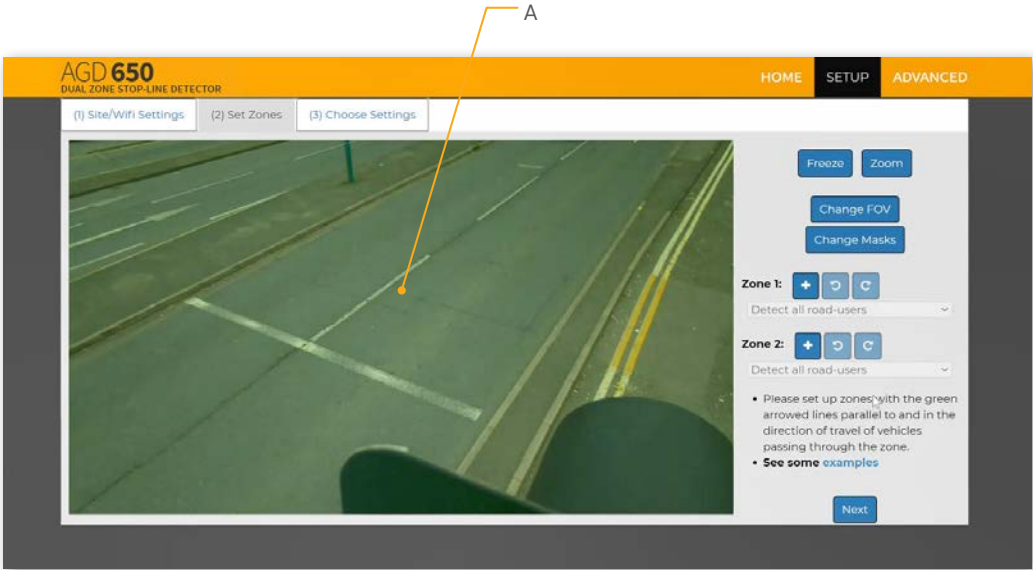 A
AGD 650
DUAL ZONE STOP-LINE DETECTOR
HOME SETUP ADVANCED
(1) Site/Wifi Settings (2) Set Zones (3) Choose Settings
Freeze Zoom
Change FOV
Change Masks
Zone 1:
Detect all road-users
Zone 2:
Detect all road-users
• Please set up zones with the green
arrowed lines parallel to and in the
direction of travel of vehicles
passing through the zone.
• See some examples
Next